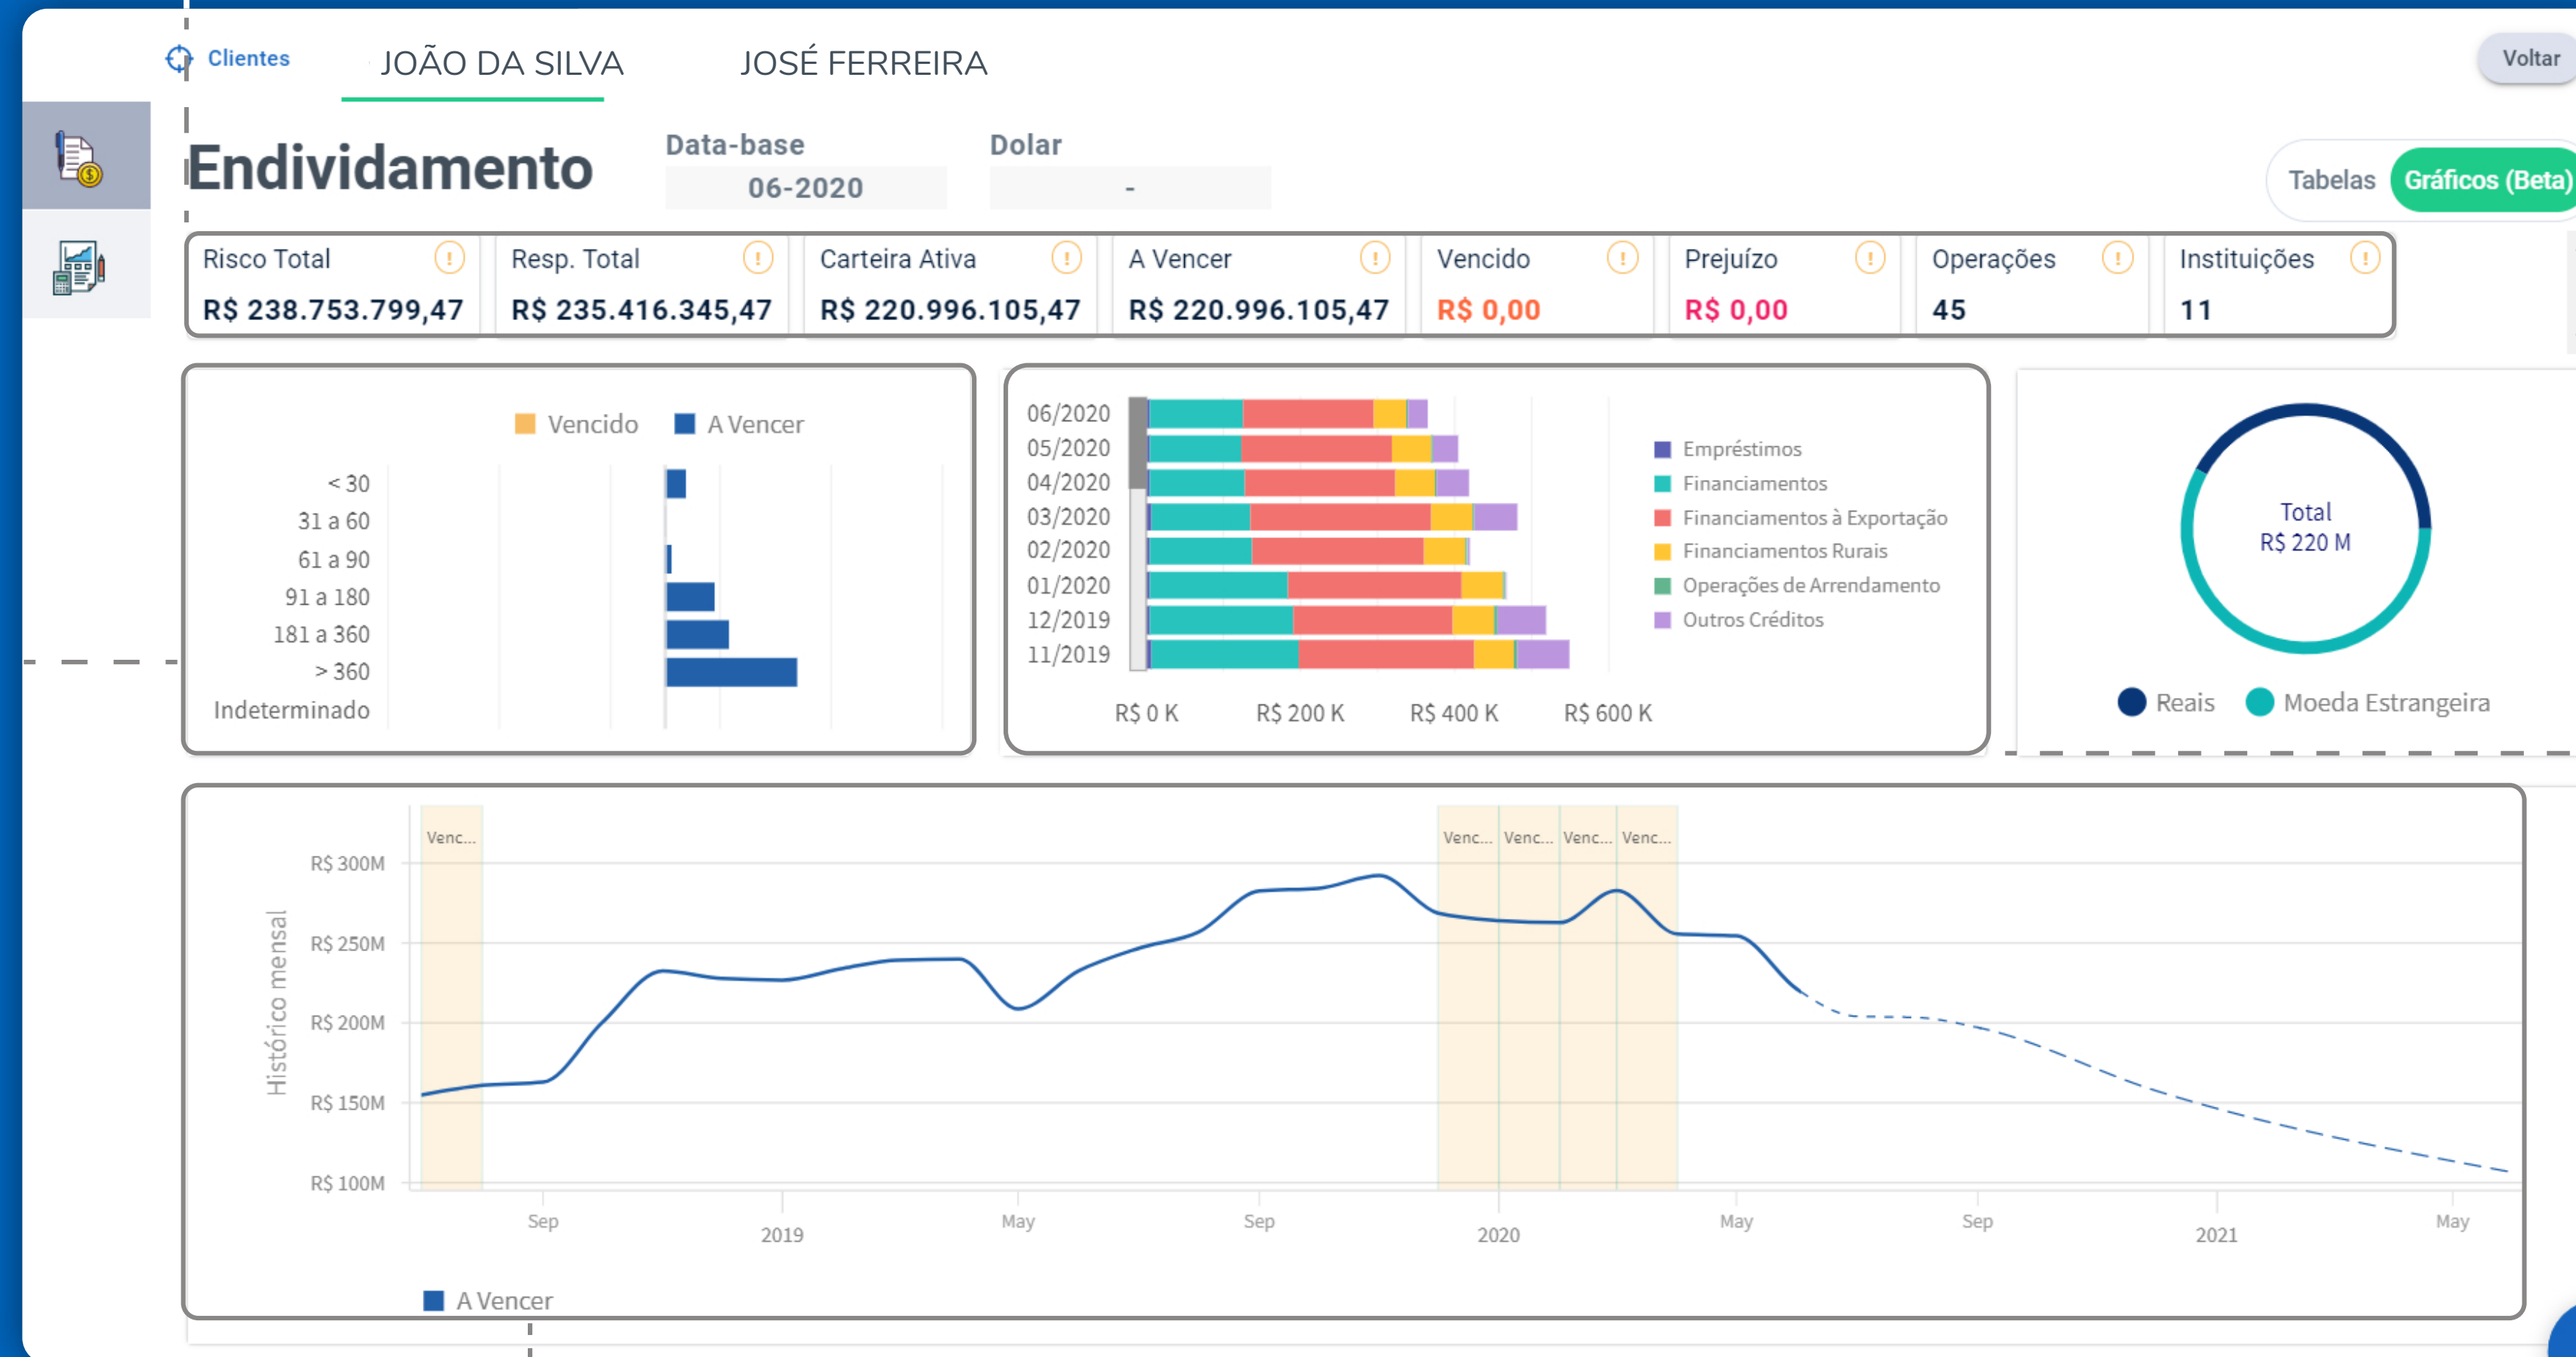 Clientes JOÃO DA SILVA JOSÉ FERREIRA Voltar
Endividamento
Data-base
06-2020
Dolar
-
Tabelas Gráficos (Beta)
Risco Total !
R$ 238.753.799,47
Resp. Total !
R$ 235.416.345,47
Carteira Ativa !
R$ 220.996.105,47
A Vencer !
R$ 220.996.105,47
Vencido !
R$ 0,00
Prejuízo !
R$ 0,00
Operações !
45
Instituições !
11
Vencido A Vencer
< 30
31 a 60
61 a 90
91 a 180
181 a 360
> 360
Indeterminado
06/2020
05/2020
04/2020
03/2020
02/2020
01/2020
12/2019
11/2019
R$ 0 K R$ 200 K R$ 400 K R$ 600 K
Empréstimos
Financiamentos
Financiamentos à Exportação
Financiamentos Rurais
Operações de Arrendamento
Outros Créditos
Total
R$ 220 M
Reais Moeda Estrangeira
Histórico mensal
Venc... Venc... Venc... Venc... Venc...
R$ 300M
R$ 250M
R$ 200M
R$ 150M
R$ 100M
Sep 2019 May Sep 2020 May Sep 2021 May
A Vencer